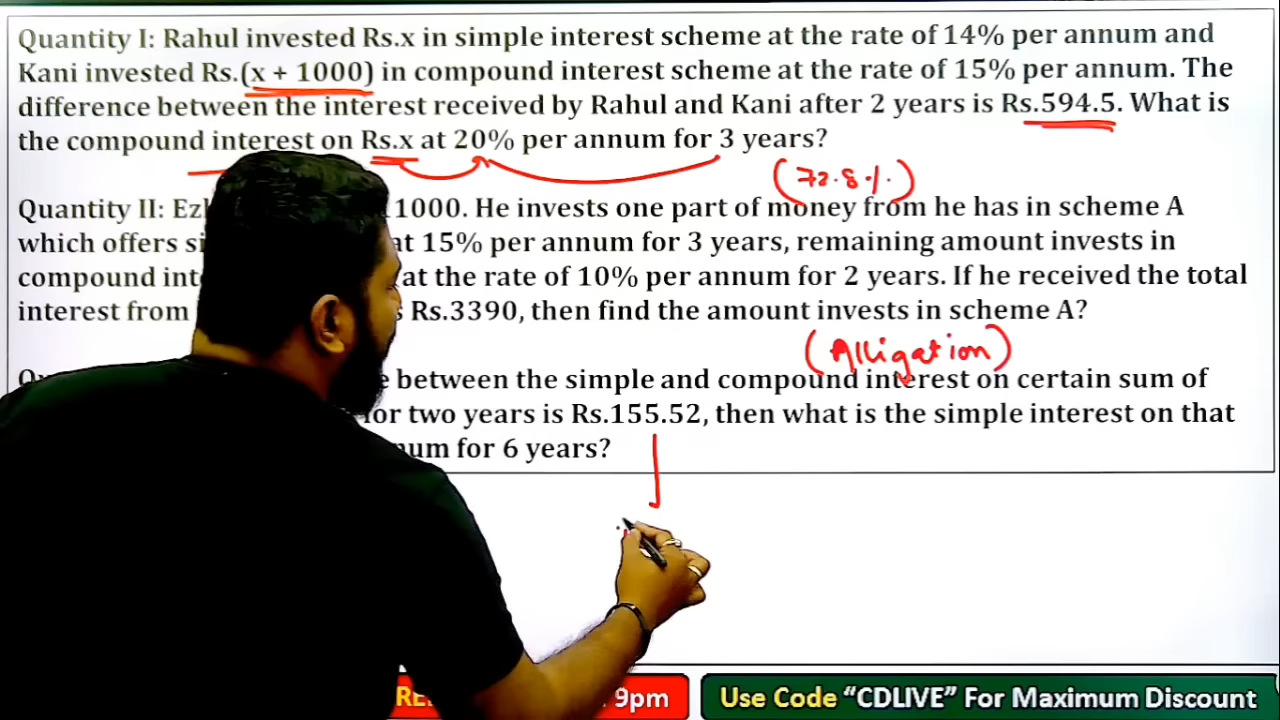 Quantity I: Rahul invested Rs.x in simple interest scheme at the rate of 14% per annum and
Kani invested Rs.(x + 1000) in compound interest scheme at the rate of 15% per annum. The
difference between the interest received by Rahul and Kani after 2 years is Rs.594.5. What is
the compound interest on Rs.x at 20% per annum for 3 years?
(72.8%)
Quantity II: 1000. He invests one part of money from he has in scheme A
which offers at 15% per annum for 3 years, remaining amount invests in
compound at the rate of 10% per annum for 2 years. If he received the total
interest from Rs.3390, then find the amount invests in scheme A?
(Alligation)
between the simple and compound interest on certain sum of
for two years is Rs.155.52, then what is the simple interest on that
for 6 years?
9pm
Use Code “CDLIVE” For Maximum Discount